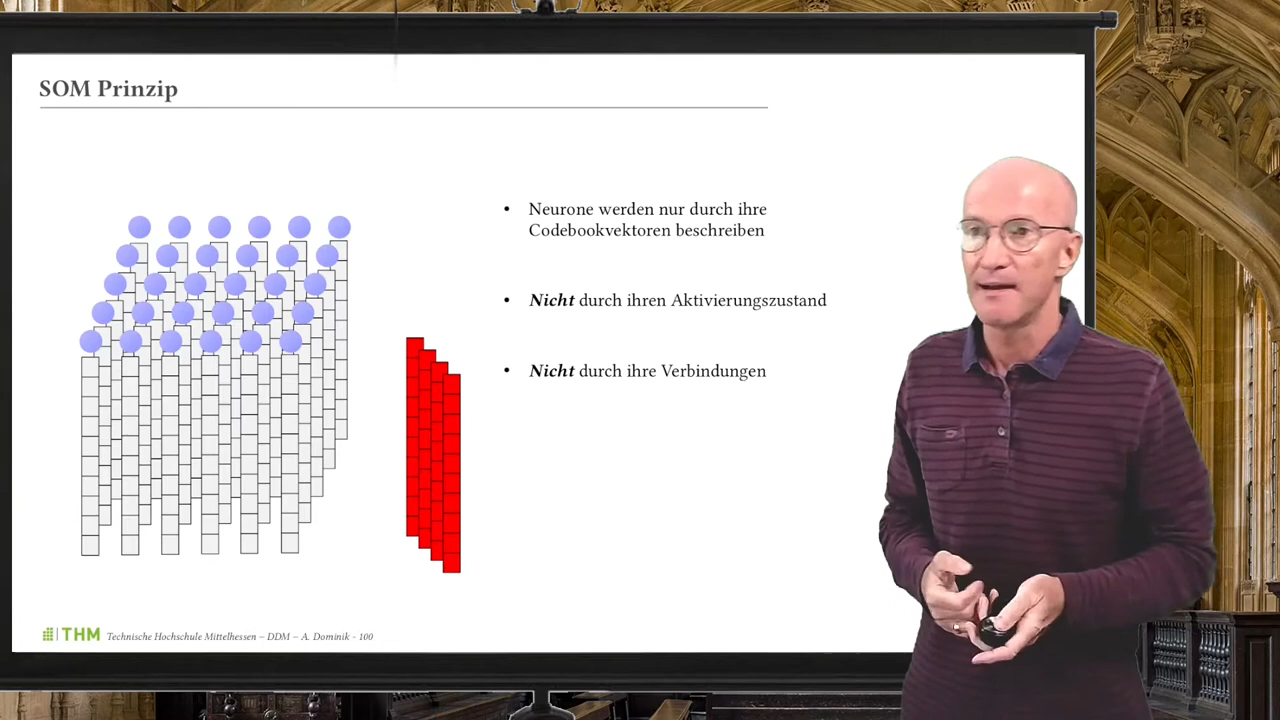 SOM Prinzip
• Neurone werden nur durch ihre
Codebookvektoren beschreiben
• Nicht durch ihren Aktivierungszustand
• Nicht durch ihre Verbindungen
THM Technische Hochschule Mittelhessen – DDM – A. Dominik - 100